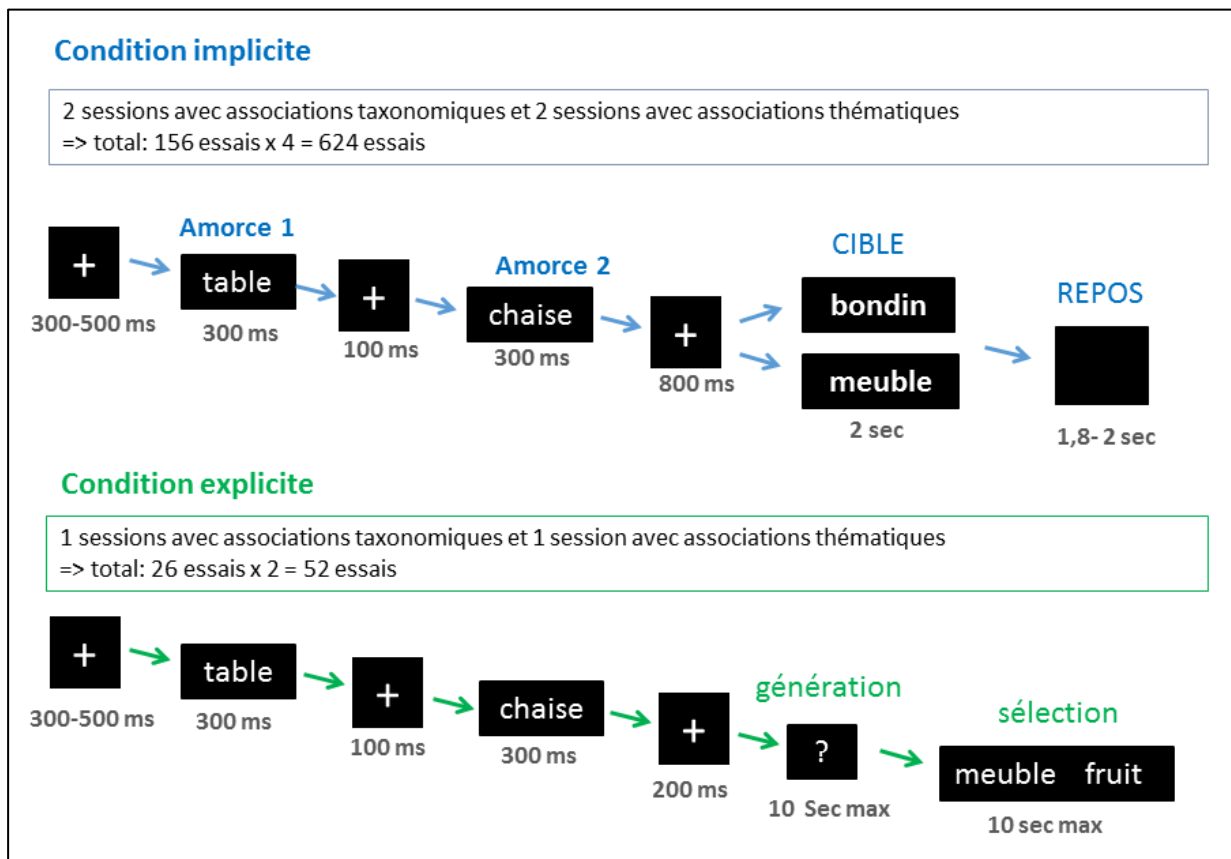 Condition implicite
2 sessions avec associations taxonomiques et 2 sessions avec associations thématiques
=> total: 156 essais x 4 = 624 essais
+
300-500 ms
Amorce 1
table
300 ms
+
100 ms
Amorce 2
chaise
300 ms
+
800 ms
CIBLE
bondin
meuble
2 sec
REPOS
1,8- 2 sec
Condition explicite
1 sessions avec associations taxonomiques et 1 session avec associations thématiques
=> total: 26 essais x 2 = 52 essais
+
300-500 ms
table
300 ms
+
100 ms
chaise
300 ms
+
200 ms
génération
?
10 Sec max
sélection
meuble fruit
10 sec max